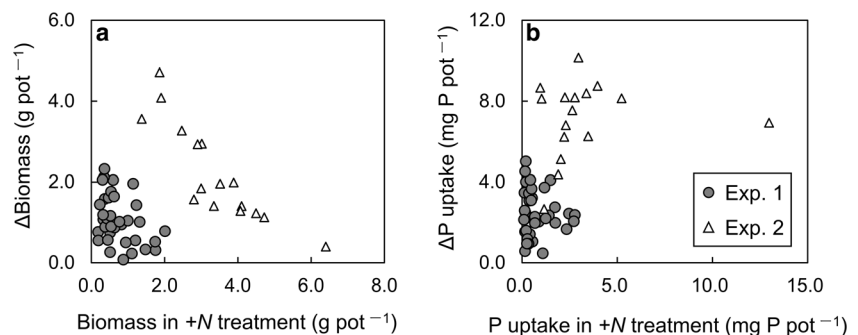 a
6.0
4.0
2.0
0.0
0.0 2.0 4.0 6.0 8.0
ΔBiomass (g pot −1)
Biomass in +N treatment (g pot −1)
b
12.0
8.0
4.0
0.0
0.0 5.0 10.0 15.0
ΔP uptake (mg P pot −1)
P uptake in +N treatment (mg P pot −1)
Exp. 1
Exp. 2